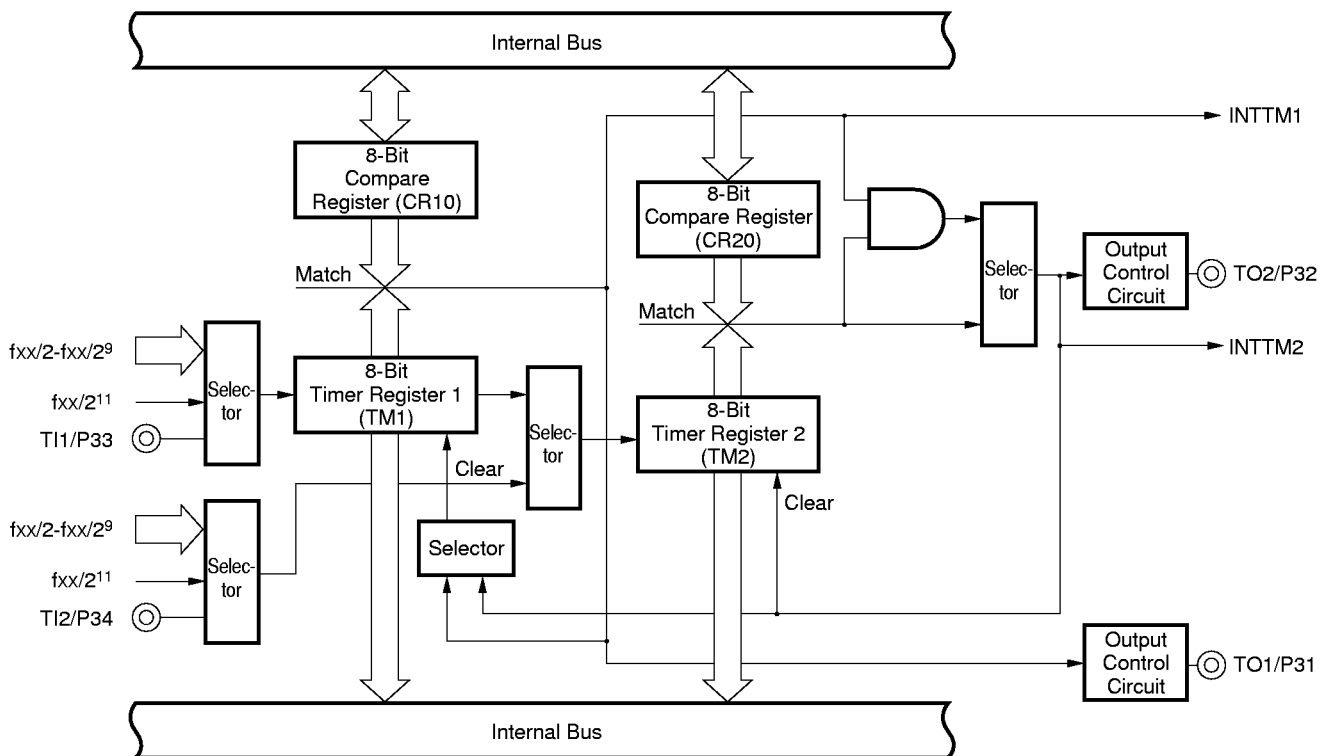 Internal Bus
INTTM1
8-Bit
Compare
Register (CR10)
8-Bit
Compare Register
(CR20)
Selec-
tor
Output
Control
Circuit
TO2/P32
Match
Match
INTTM2
fxx/2-fxx/2⁹
fxx/2¹¹
TI1/P33
Selec-
tor
8-Bit
Timer Register 1
(TM1)
Selec-
tor
8-Bit
Timer Register 2
(TM2)
Clear
Clear
fxx/2-fxx/2⁹
fxx/2¹¹
TI2/P34
Selec-
tor
Selector
Output
Control
Circuit
TO1/P31
Internal Bus